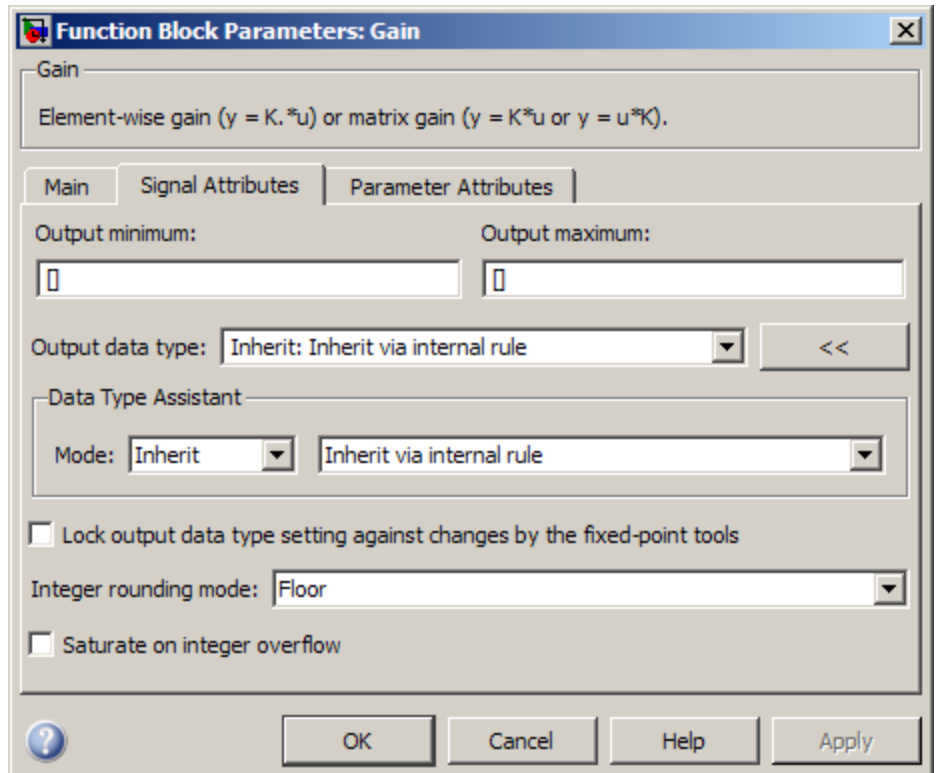 Function Block Parameters: Gain
Gain
Element-wise gain (y = K.*u) or matrix gain (y = K*u or y = u*K).
Main Signal Attributes Parameter Attributes
Output minimum: Output maximum:
[] []
Output data type: Inherit: Inherit via internal rule <<
Data Type Assistant
Mode: Inherit Inherit via internal rule
Lock output data type setting against changes by the fixed-point tools
Integer rounding mode: Floor
Saturate on integer overflow
? OK Cancel Help Apply